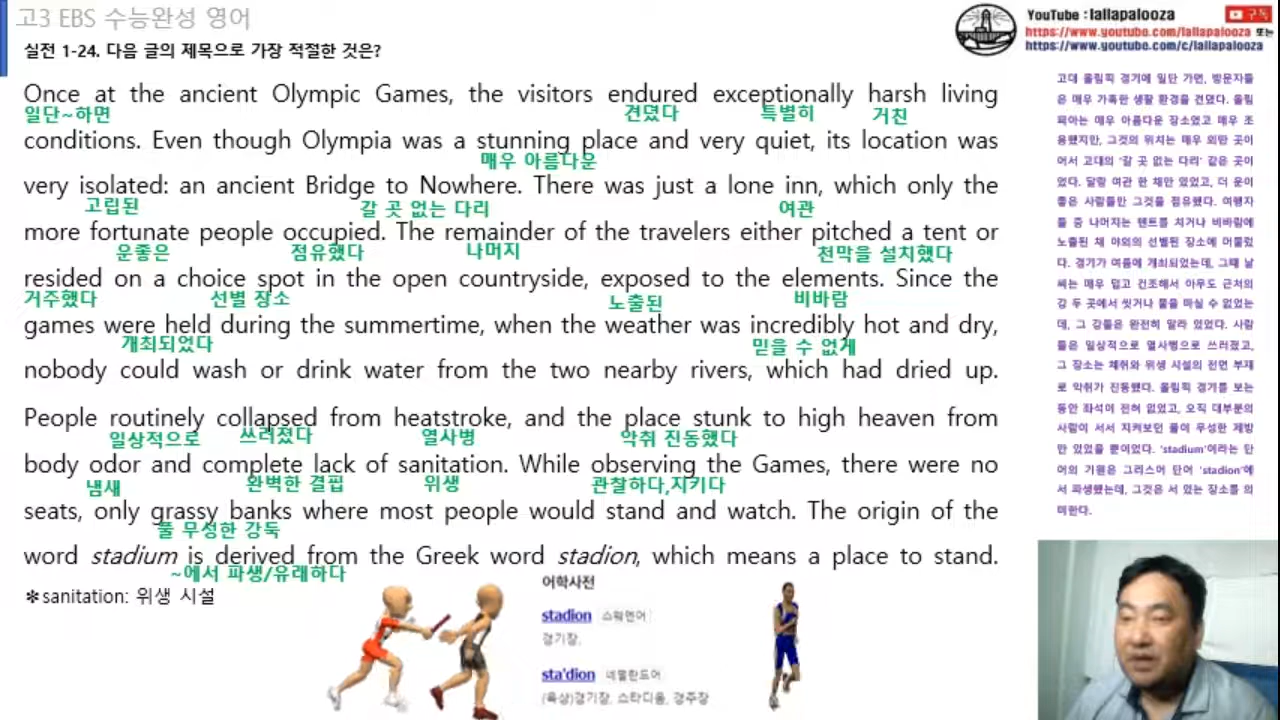 고3 EBS 수능완성 영어
YouTube : lallapalooza
구독
https://www.youtube.com/lallapalooza 또는
https://www.youtube.com/c/lallapalooza
실전 1-24. 다음 글의 제목으로 가장 적절한 것은?
Once at the ancient Olympic Games, the visitors endured exceptionally harsh living
일단~하면 견뎠다 특별히 거친
conditions. Even though Olympia was a stunning place and very quiet, its location was
매우 아름다운
very isolated: an ancient Bridge to Nowhere. There was just a lone inn, which only the
고립된 갈 곳 없는 다리 여관
more fortunate people occupied. The remainder of the travelers either pitched a tent or
운좋은 점유했다 나머지 천막을 설치했다
resided on a choice spot in the open countryside, exposed to the elements. Since the
거주했다 선별 장소 노출된 비바람
games were held during the summertime, when the weather was incredibly hot and dry,
개최되었다 믿을 수 없게
nobody could wash or drink water from the two nearby rivers, which had dried up.
People routinely collapsed from heatstroke, and the place stunk to high heaven from
일상적으로 쓰러졌다 열사병 악취 진동했다
body odor and complete lack of sanitation. While observing the Games, there were no
냄새 완벽한 결핍 위생 관찰하다,지키다
seats, only grassy banks where most people would stand and watch. The origin of the
풀 무성한 강둑
word stadium is derived from the Greek word stadion, which means a place to stand.
~에서 파생/유래하다
✻sanitation: 위생 시설
어학사전
stadion 스웨덴어
경기장.
sta'dion 네덜란드어
(육상)경기장, 스타디움, 경주장
고대 올림픽 경기에 일단 가면, 방문자들
은 매우 가혹한 생활 환경을 견뎠다. 올림
피아는 매우 아름다운 장소였고 매우 조
용했지만, 그것의 위치는 매우 외딴 곳이
어서 고대의 '갈 곳 없는 다리' 같은 곳이
었다. 달랑 여관 한 채만 있었고, 더 운이
좋은 사람들만 그것을 점유했다. 여행자
들 중 나머지는 텐트를 치거나 비바람에
노출된 채 야외의 선별된 장소에 머물렀
다. 경기가 여름에 개최되었는데, 그때 날
씨는 매우 덥고 건조해서 아무도 근처의
강 두 곳에서 씻거나 물을 마실 수 없었는
데, 그 강들은 완전히 말라 있었다. 사람
들은 일상적으로 열사병으로 쓰러졌고,
그 장소는 체취와 위생 시설의 전면 부재
로 악취가 진동했다. 올림픽 경기를 보는
동안 좌석이 전혀 없었고, 오직 대부분의
사람이 서서 지켜보던 풀이 무성한 제방
만 있었을 뿐이었다. 'stadium'이라는 단
어의 기원은 그리스어 단어 'stadion'에
서 파생했는데, 그것은 서 있는 장소를 의
미한다.